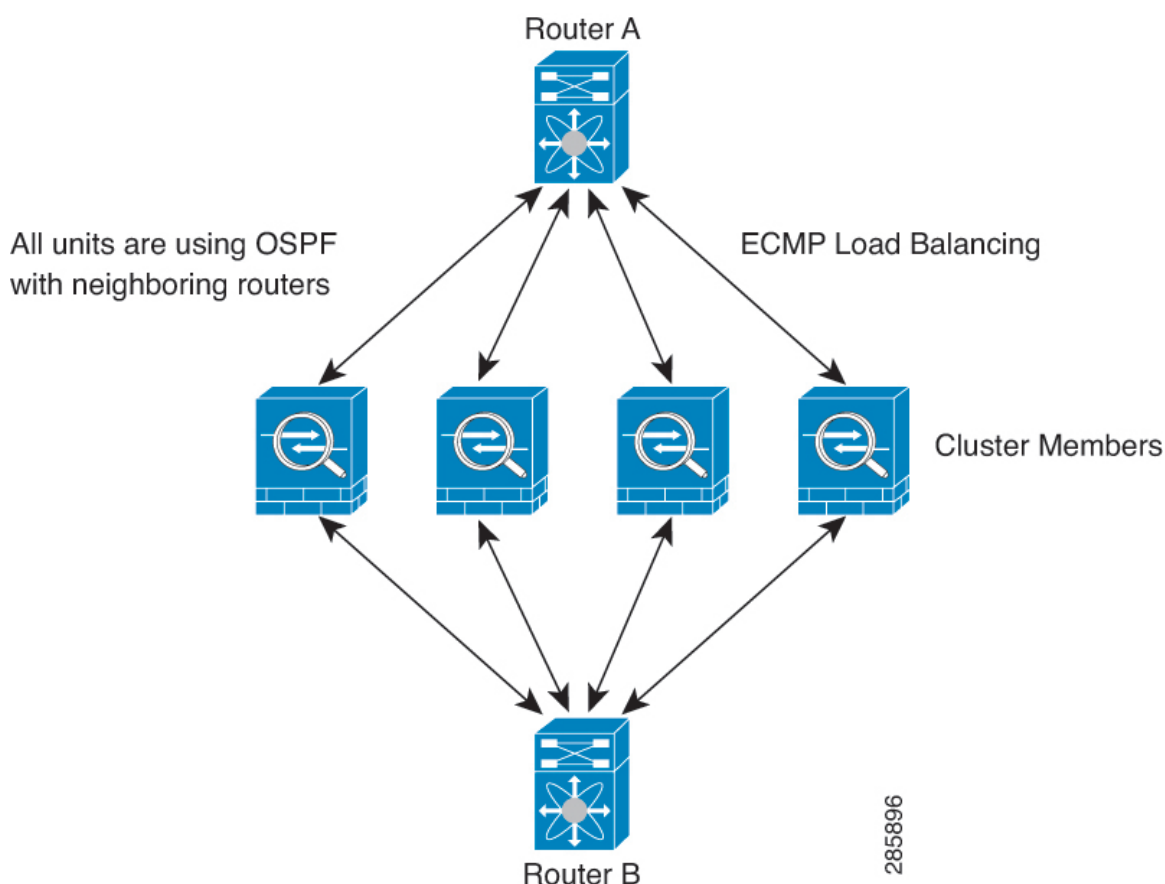 Router A
All units are using OSPF
with neighboring routers
ECMP Load Balancing
Cluster Members
285896
Router B